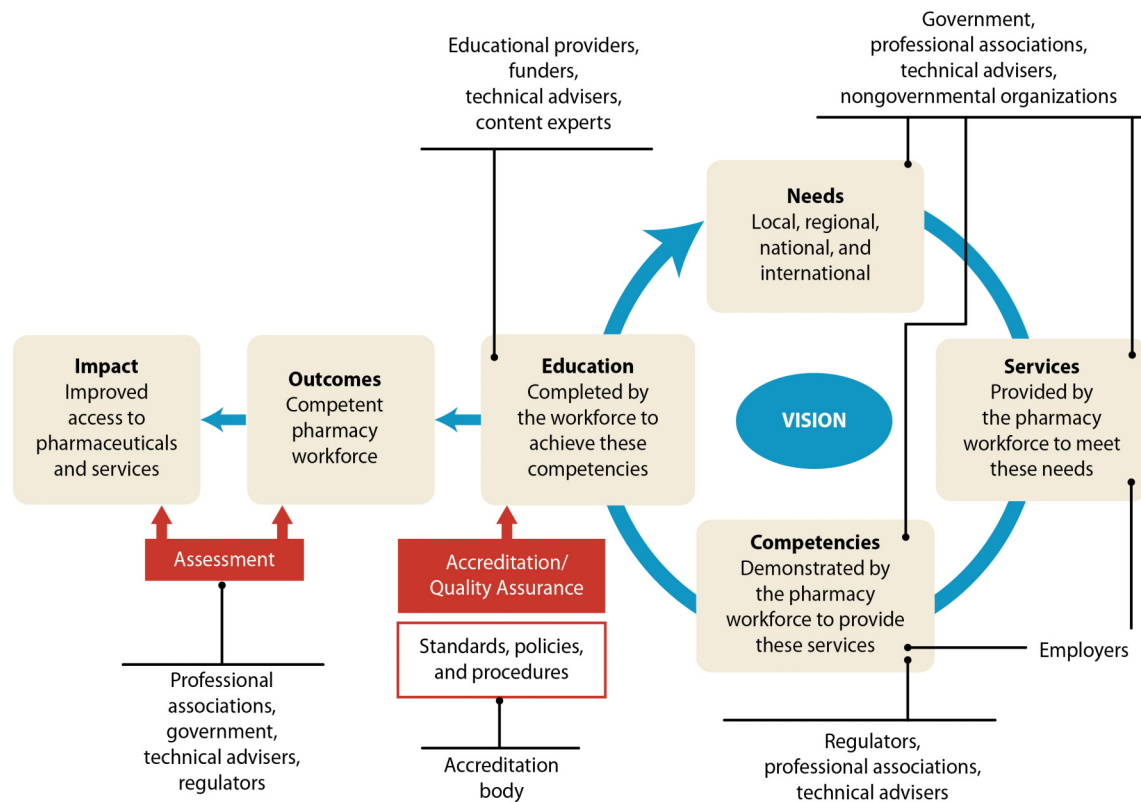 Educational providers,
funders,
technical advisers,
content experts
Government,
professional associations,
technical advisers,
nongovernmental organizations
Needs
Local, regional,
national, and
international
Impact
Improved
access to
pharmaceuticals
and services
Outcomes
Competent
pharmacy
workforce
Education
Completed by
the workforce to
achieve these
competencies
VISION
Services
Provided by
the pharmacy
workforce to meet
these needs
Assessment
Accreditation/
Quality Assurance
Competencies
Demonstrated by
the pharmacy
workforce to provide
these services
Standards, policies,
and procedures
Employers
Professional
associations,
government,
technical advisers,
regulators
Accreditation
body
Regulators,
professional associations,
technical advisers